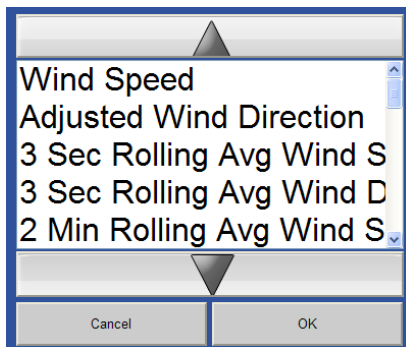 Wind Speed
Adjusted Wind Direction
3 Sec Rolling Avg Wind S
3 Sec Rolling Avg Wind D
2 Min Rolling Avg Wind S
Cancel OK